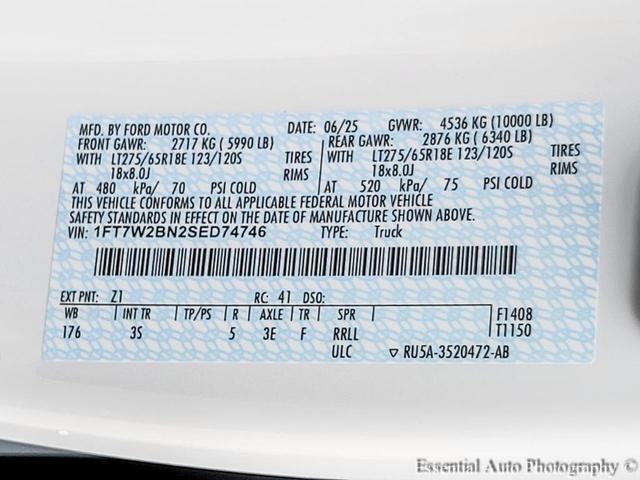 MFD. BY FORD MOTOR CO. DATE: 06/25 GVWR: 4536 KG (10000 LB)
FRONT GAWR: 2717 KG (5990 LB) REAR GAWR: 2876 KG (6340 LB)
WITH LT275/65R18E 123/120S TIRES WITH LT275/65R18E 123/120S TIRES
18x8.0J RIMS 18x8.0J RIMS
AT 480 kPa/ 70 PSI COLD AT 520 kPa/ 75 PSI COLD
THIS VEHICLE CONFORMS TO ALL APPLICABLE FEDERAL MOTOR VEHICLE
SAFETY STANDARDS IN EFFECT ON THE DATE OF MANUFACTURE SHOWN ABOVE.
VIN: 1FT7W2BN2SED74746 TYPE: Truck
EXT PNT: Z1 RC: 41 DSO:
WB INT TR TP/PS R AXLE TR SPR F1408
176 3S 5 3E F RRLL T1150
ULC ▽ RU5A-3520472-AB
Essential Auto Photography ©